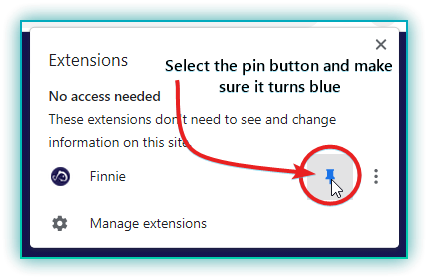 Extensions
Select the pin button and make
sure it turns blue
No access needed
These extensions don't need to see and change
information on this site.
Finnie
Manage extensions